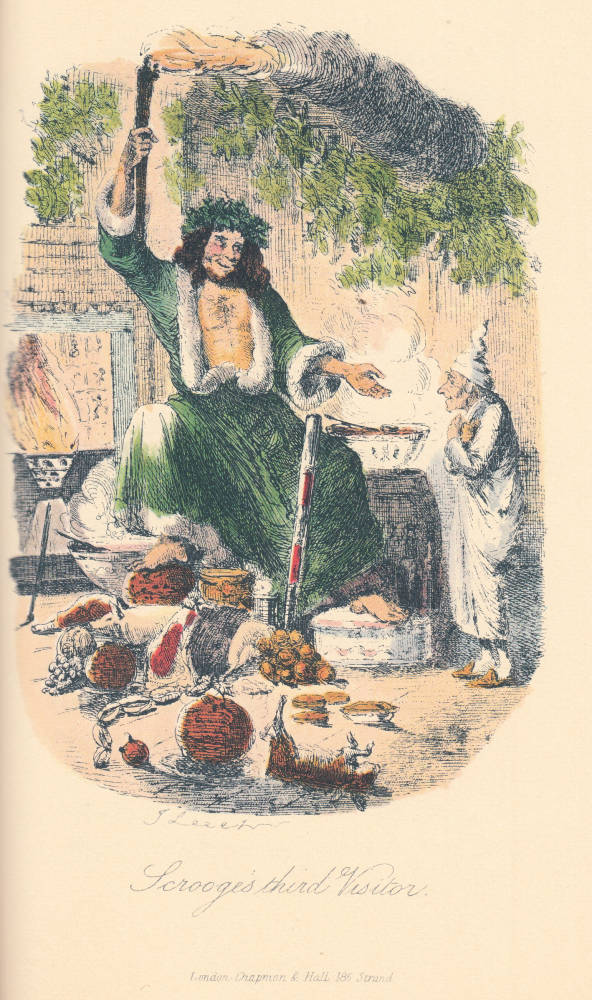 J Leech
Scrooge's third Visitor.
London. Chapman & Hall, 186 Strand